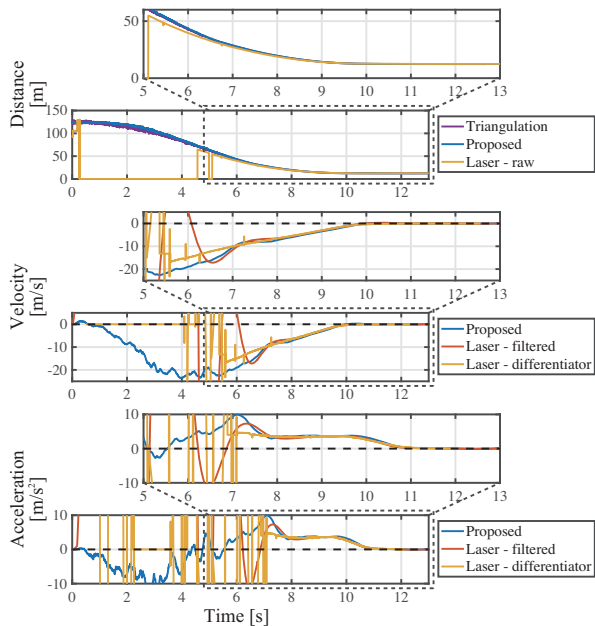 Distance
[m]
50
0
5 6 7 8 9 10 11 12 13
150
100
50
0
0 2 4 6 7 8 10 12
Triangulation
Proposed
Laser - raw
Velocity
[m/s]
0
-10
-20
5 6 7 8 9 10 11 12 13
0
-10
-20
0 2 4 6 7 8 10 12
Proposed
Laser - filtered
Laser - differentiator
Acceleration
[m/s²]
10
0
-10
5 6 7 8 9 10 11 12 13
10
0
-10
0 2 4 6 7 8 10 12
Proposed
Laser - filtered
Laser - differentiator
Time [s]